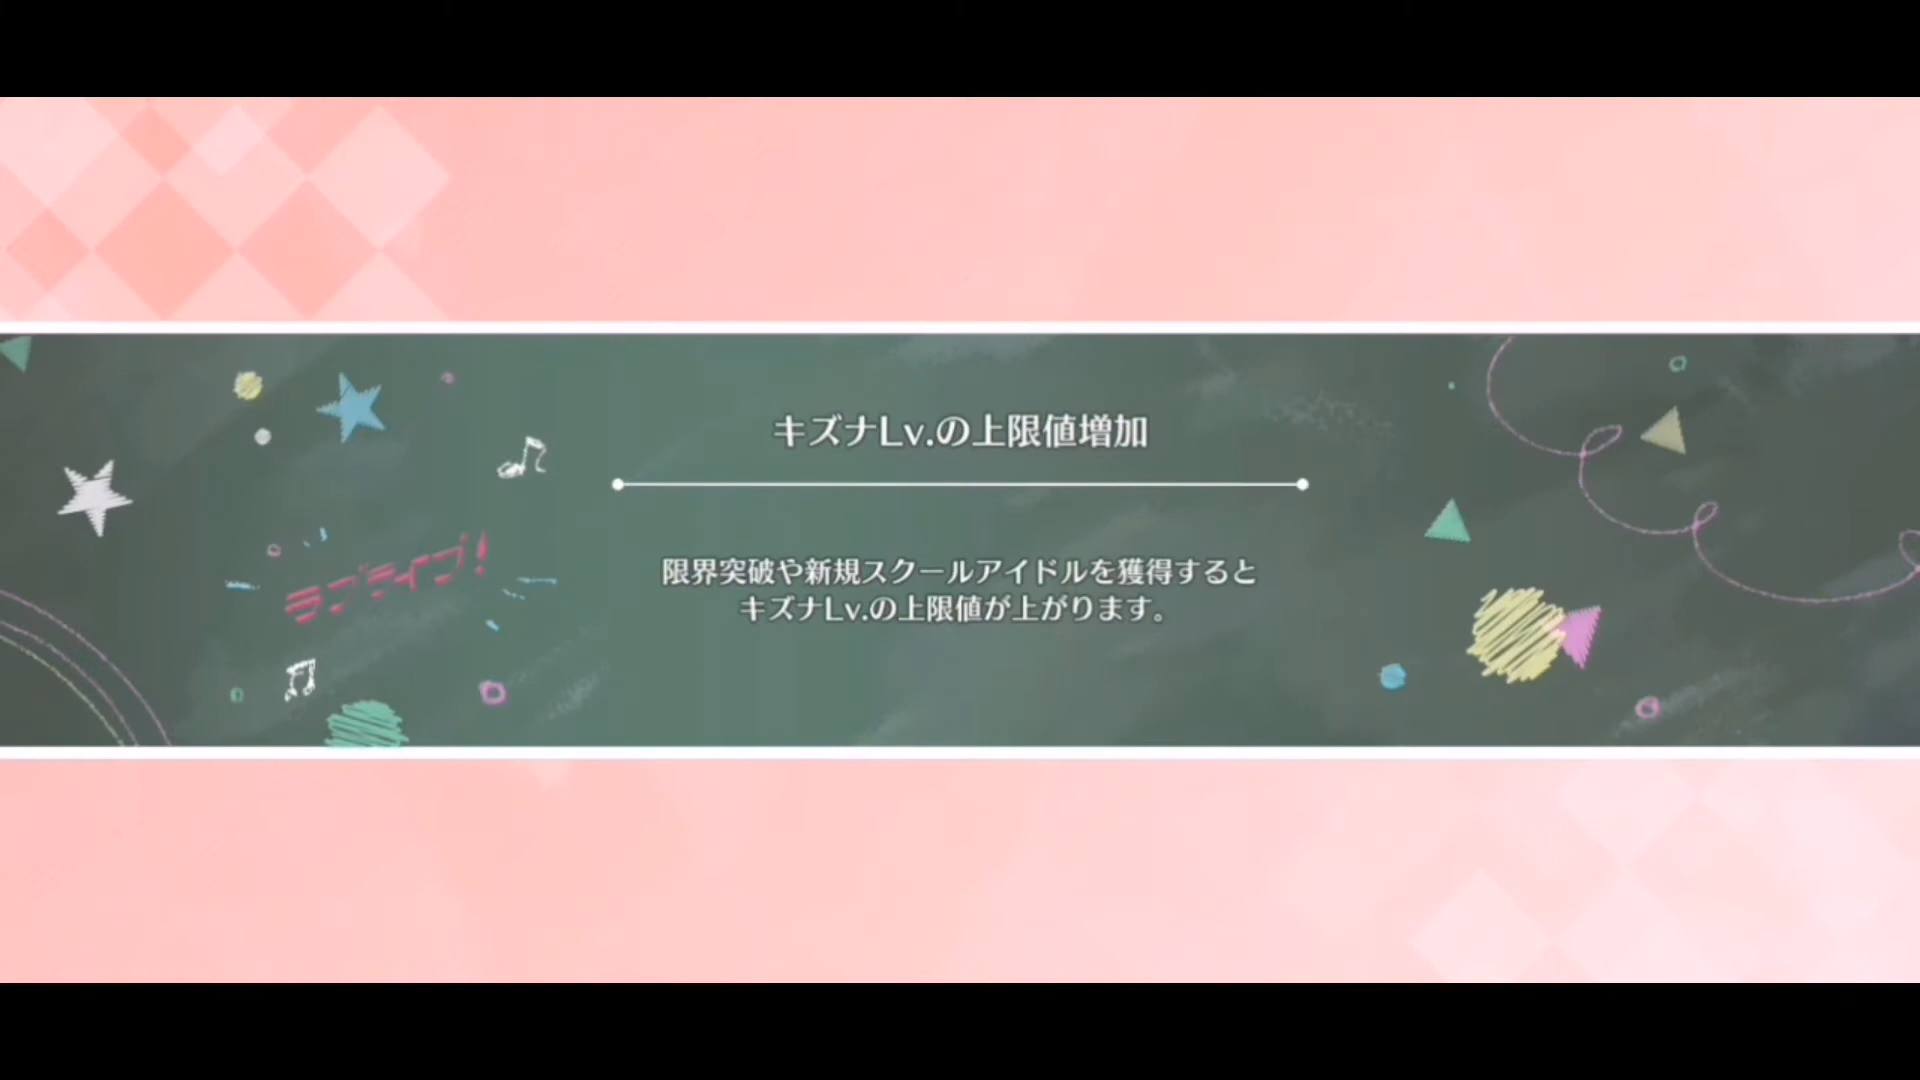 キズナLv.の上限値増加
ラブライブ!
限界突破や新規スクールアイドルを獲得すると
キズナLv.の上限値が上がります。